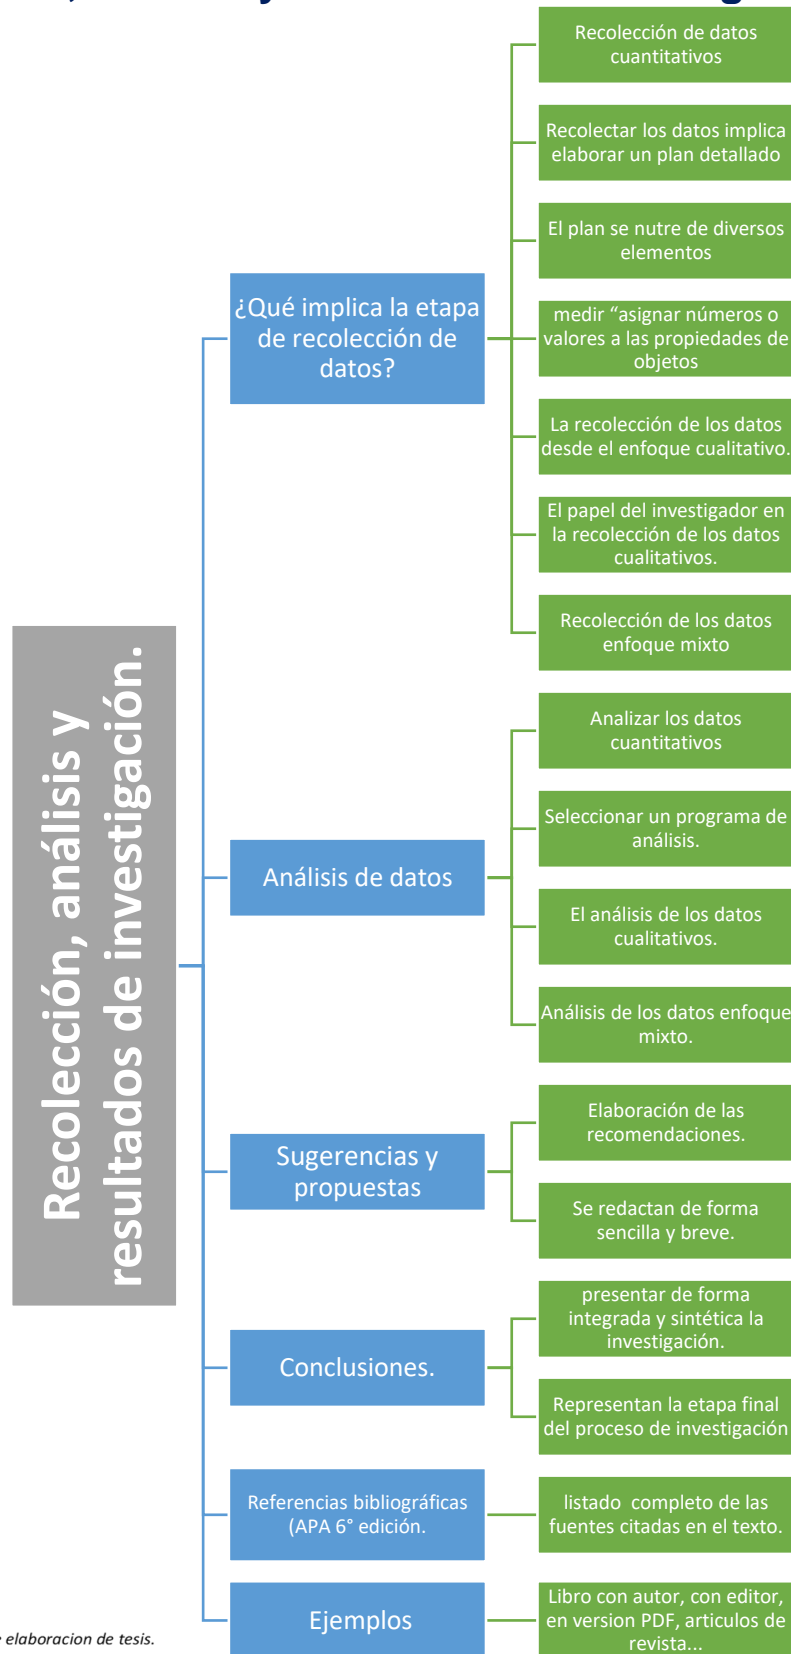 Recolección de datos
cuantitativos
Recolectar los datos implica
elaborar un plan detallado
El plan se nutre de diversos
elementos
¿Qué implica la etapa
de recolección de
datos?
medir “asignar números o
valores a las propiedades de
objetos
La recolección de los datos
desde el enfoque cualitativo.
El papel del investigador en
la recolección de los datos
cualitativos.
Recolección de los datos
enfoque mixto
Recolección, análisis y
resultados de investigación.
Analizar los datos
cuantitativos
Seleccionar un programa de
análisis.
Análisis de datos
El análisis de los datos
cualitativos.
Análisis de los datos enfoque
mixto.
Sugerencias y
propuestas
Elaboración de las
recomendaciones.
Se redactan de forma
sencilla y breve.
Conclusiones.
presentar de forma
integrada y sintética la
investigación.
Representan la etapa final
del proceso de investigación
Referencias bibliográficas
(APA 6° edición.
listado completo de las
fuentes citadas en el texto.
Ejemplos
Libro con autor, con editor,
en version PDF, articulos de
revista...
elaboracion de tesis.